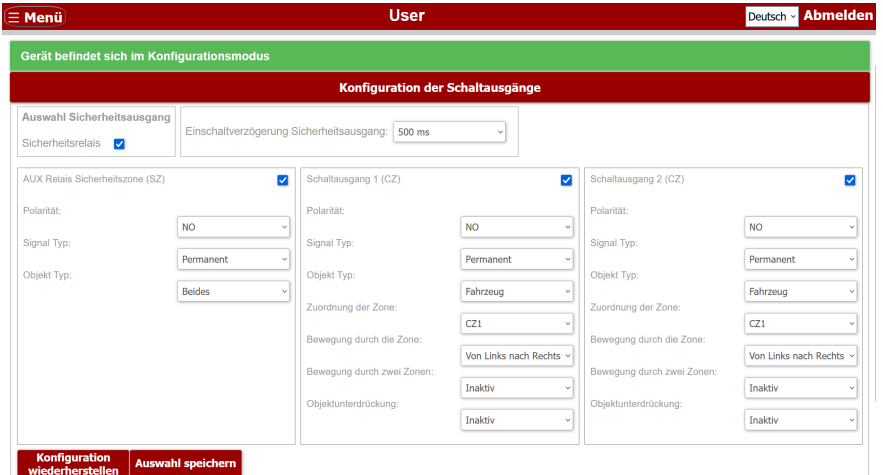 ☰ Menü
User
Deutsch
Abmelden
Gerät befindet sich im Konfigurationsmodus
Konfiguration der Schaltausgänge
Auswahl Sicherheitsausgang
Sicherheitsrelais
Einschaltverzögerung Sicherheitsausgang: 500 ms
AUX Relais Sicherheitszone (SZ)
Polarität:
NO
Signal Typ:
Permanent
Objekt Typ:
Beides
Schaltausgang 1 (CZ)
Polarität:
NO
Signal Typ:
Permanent
Objekt Typ:
Fahrzeug
Zuordnung der Zone:
CZ1
Bewegung durch die Zone:
Von Links nach Rechts
Bewegung durch zwei Zonen:
Inaktiv
Objektunterdrückung:
Inaktiv
Schaltausgang 2 (CZ)
Polarität:
NO
Signal Typ:
Permanent
Objekt Typ:
Fahrzeug
Zuordnung der Zone:
CZ1
Bewegung durch die Zone:
Von Links nach Rechts
Bewegung durch zwei Zonen:
Inaktiv
Objektunterdrückung:
Inaktiv
Konfiguration
wiederherstellen
Auswahl speichern